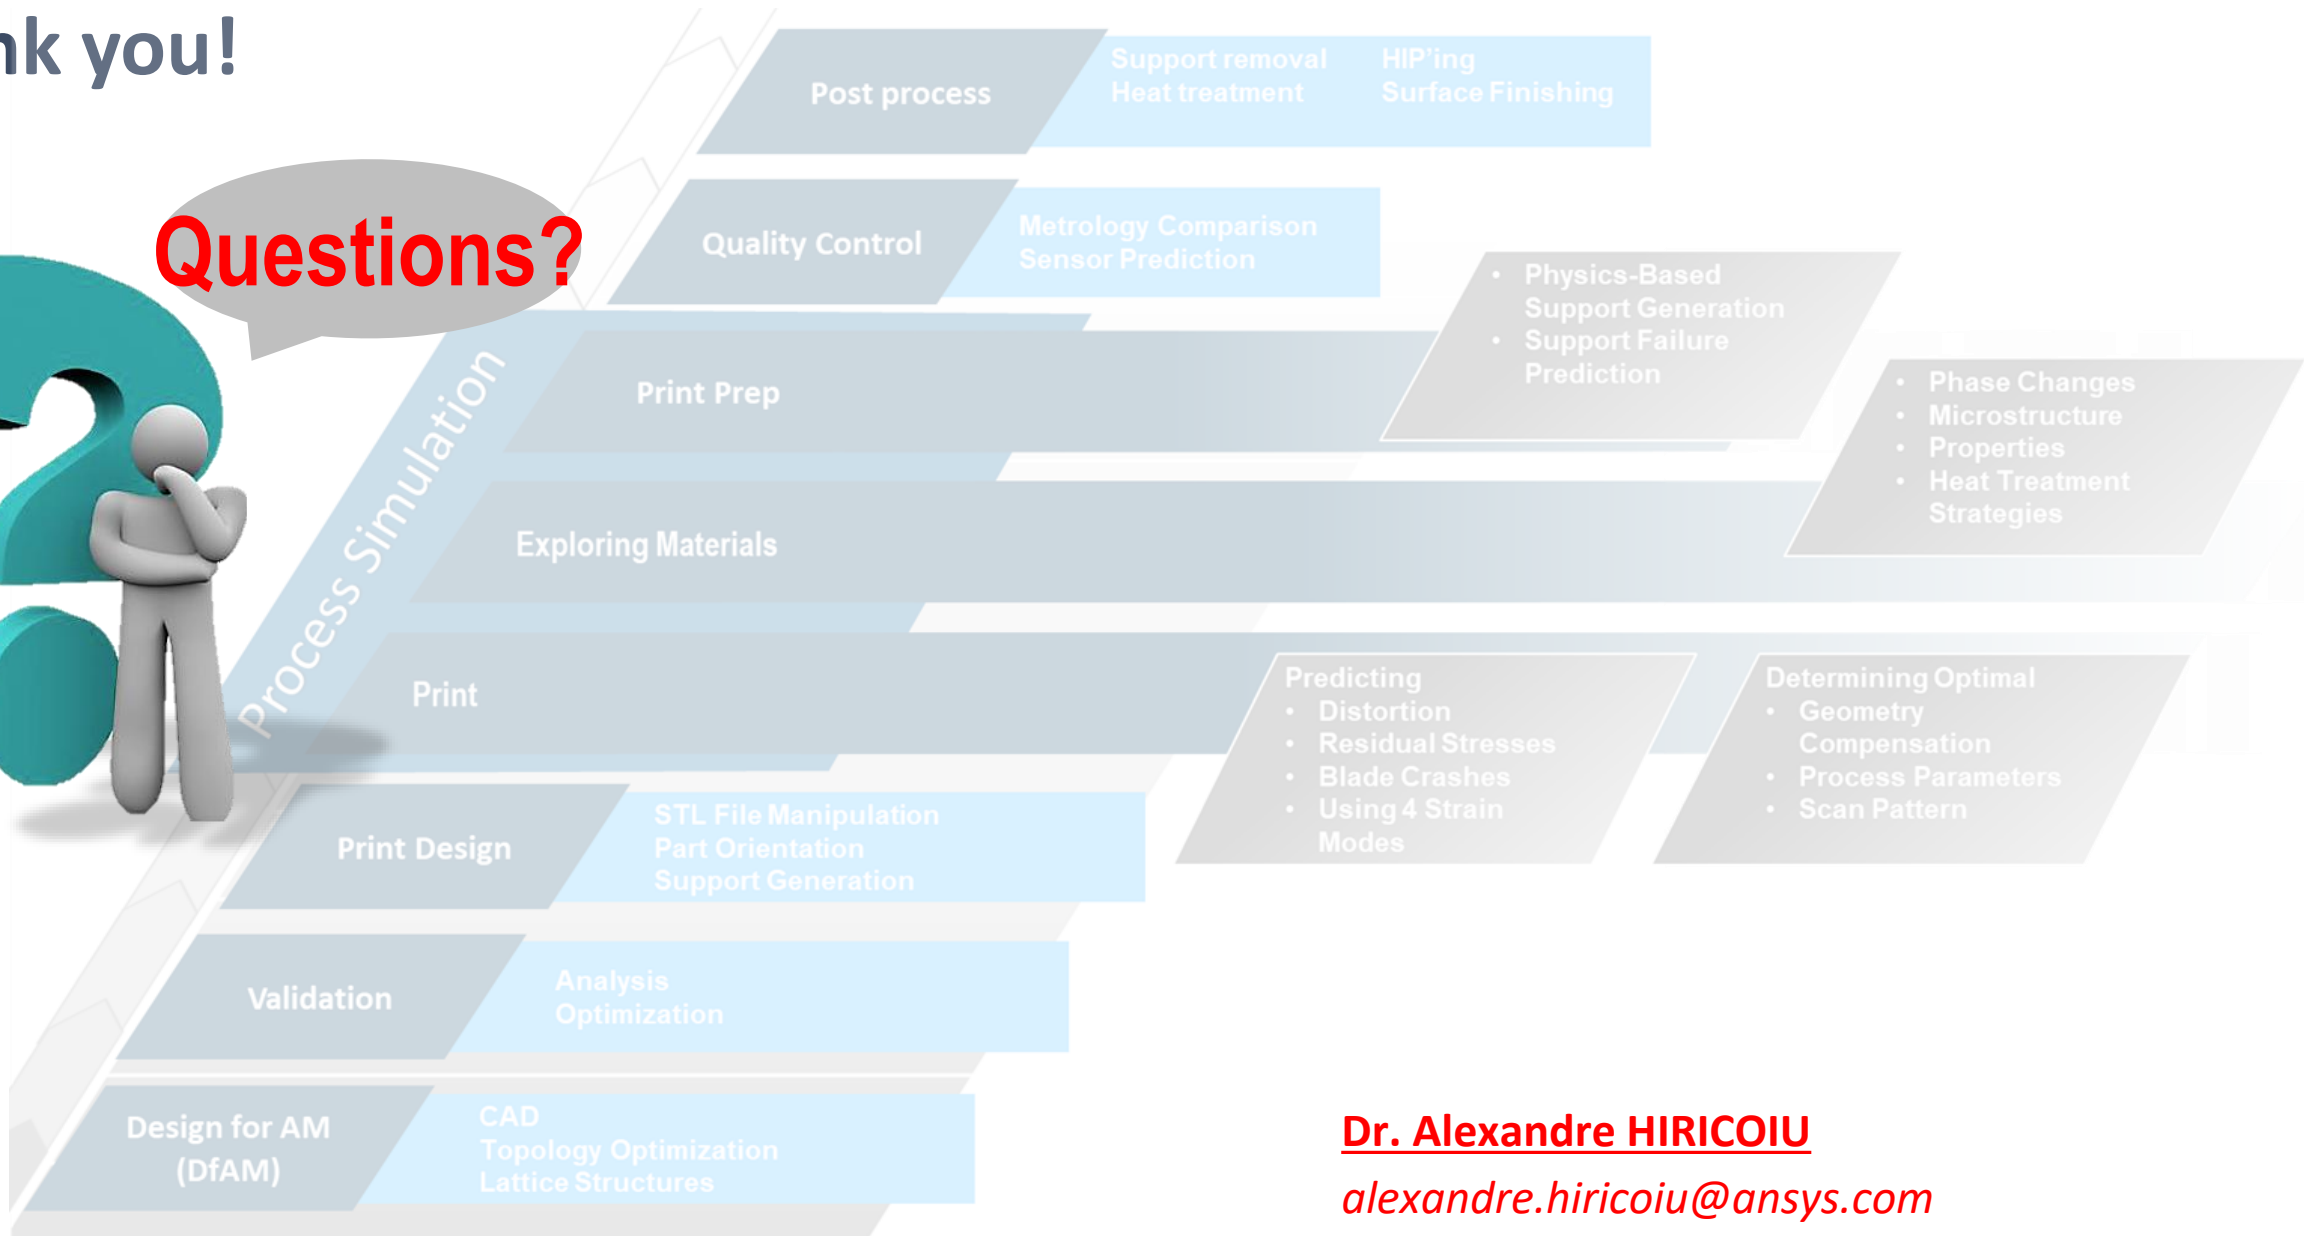 nk you!
Questions?
Post process
Support removal HIP'ing
Heat treatment Surface Finishing
Quality Control
Metrology Comparison
Sensor Prediction
Process Simulation
Print Prep
• Physics-Based
Support Generation
• Support Failure
Prediction
Exploring Materials
• Phase Changes
• Microstructure
• Properties
• Heat Treatment
Strategies
Print
Predicting
• Distortion
• Residual Stresses
• Blade Crashes
• Using 4 Strain
Modes
Determining Optimal
• Geometry
Compensation
• Process Parameters
• Scan Pattern
Print Design
STL File Manipulation
Part Orientation
Support Generation
Validation
Analysis
Optimization
Design for AM
(DfAM)
CAD
Topology Optimization
Lattice Structures
Dr. Alexandre HIRICOIU
alexandre.hiricoiu@ansys.com